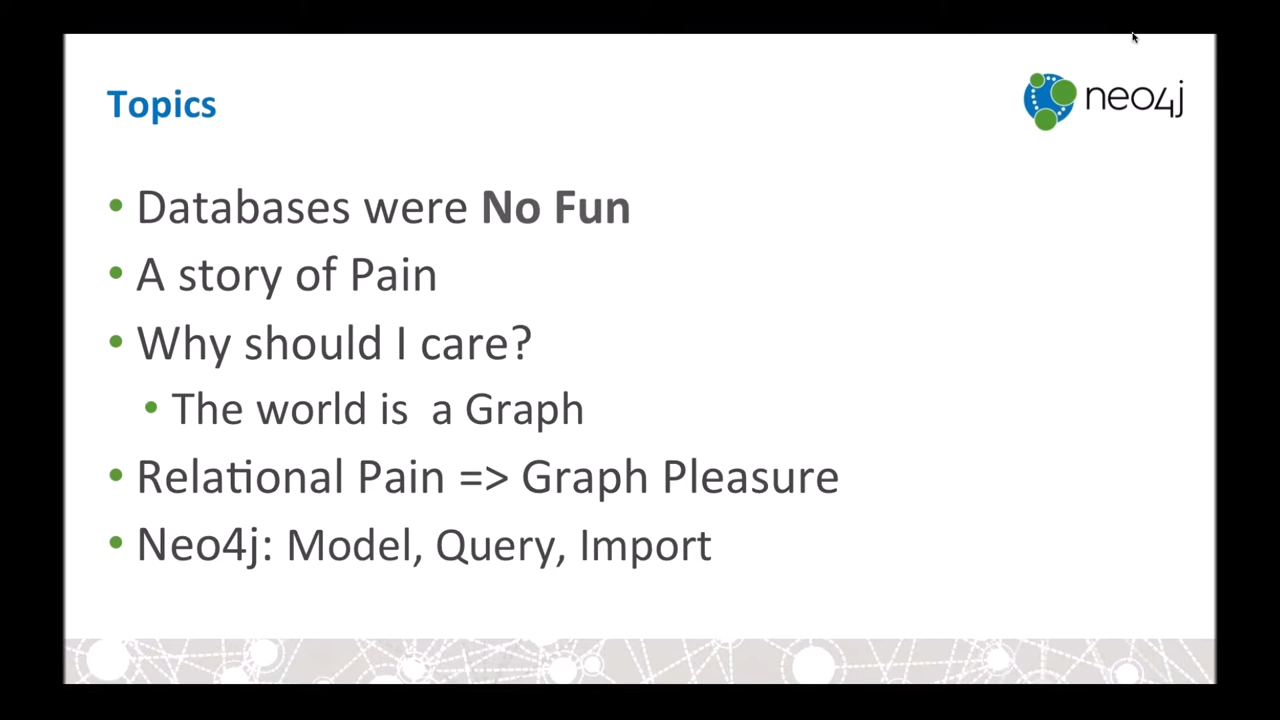 Topics
neo4j
• Databases were No Fun
• A story of Pain
• Why should I care?
• The world is  a Graph
• Relational Pain => Graph Pleasure
• Neo4j: Model, Query, Import